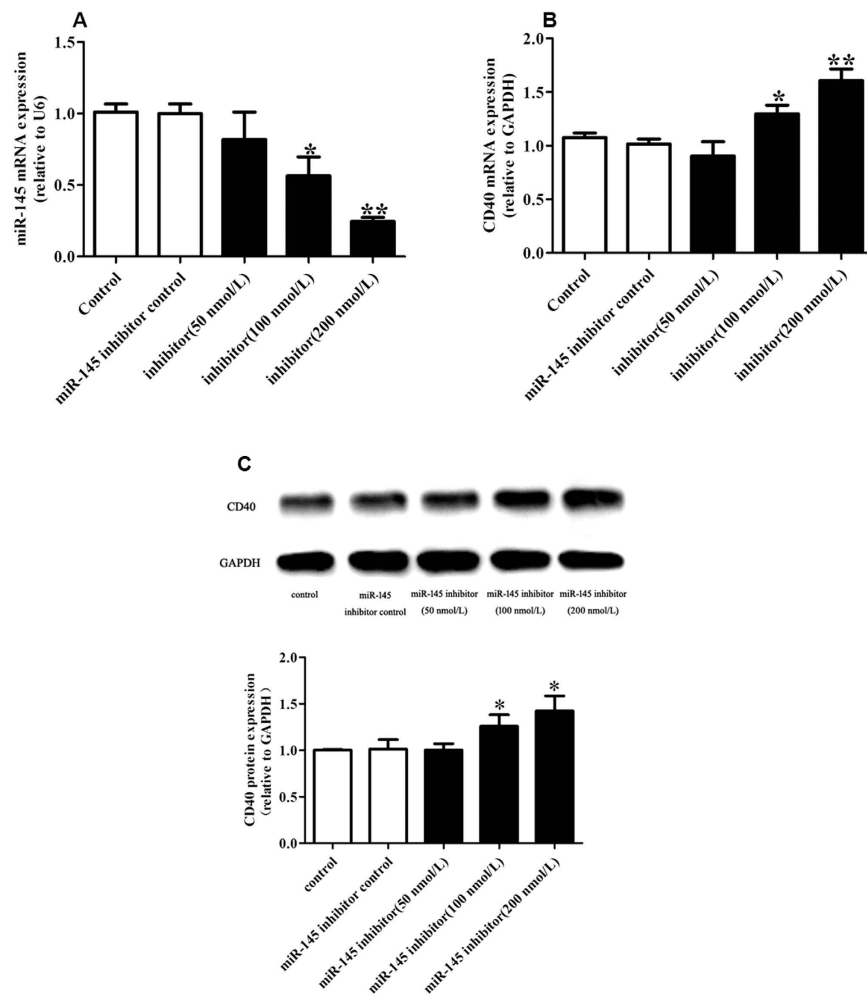 A
miR-145 mRNA expression
(relative to U6)
1.5
1.0
0.5
0.0
*
**
Control
miR-145 inhibitor control
inhibitor(50 nmol/L)
inhibitor(100 nmol/L)
inhibitor(200 nmol/L)
B
CD40 mRNA expression
(relative to GAPDH)
2.0
1.5
1.0
0.5
0.0
*
**
Control
miR-145 inhibitor control
inhibitor(50 nmol/L)
inhibitor(100 nmol/L)
inhibitor(200 nmol/L)
C
CD40
GAPDH
control
miR-145
inhibitor control
miR-145 inhibitor
(50 nmol/L)
miR-145 inhibitor
(100 nmol/L)
miR-145 inhibitor
(200 nmol/L)
CD40 protein expression
(relative to GAPDH)
2.0
1.5
1.0
0.5
0.0
*
*
control
miR-145 inhibitor control
miR-145 inhibitor(50 nmol/L)
miR-145 inhibitor(100 nmol/L)
miR-145 inhibitor(200 nmol/L)